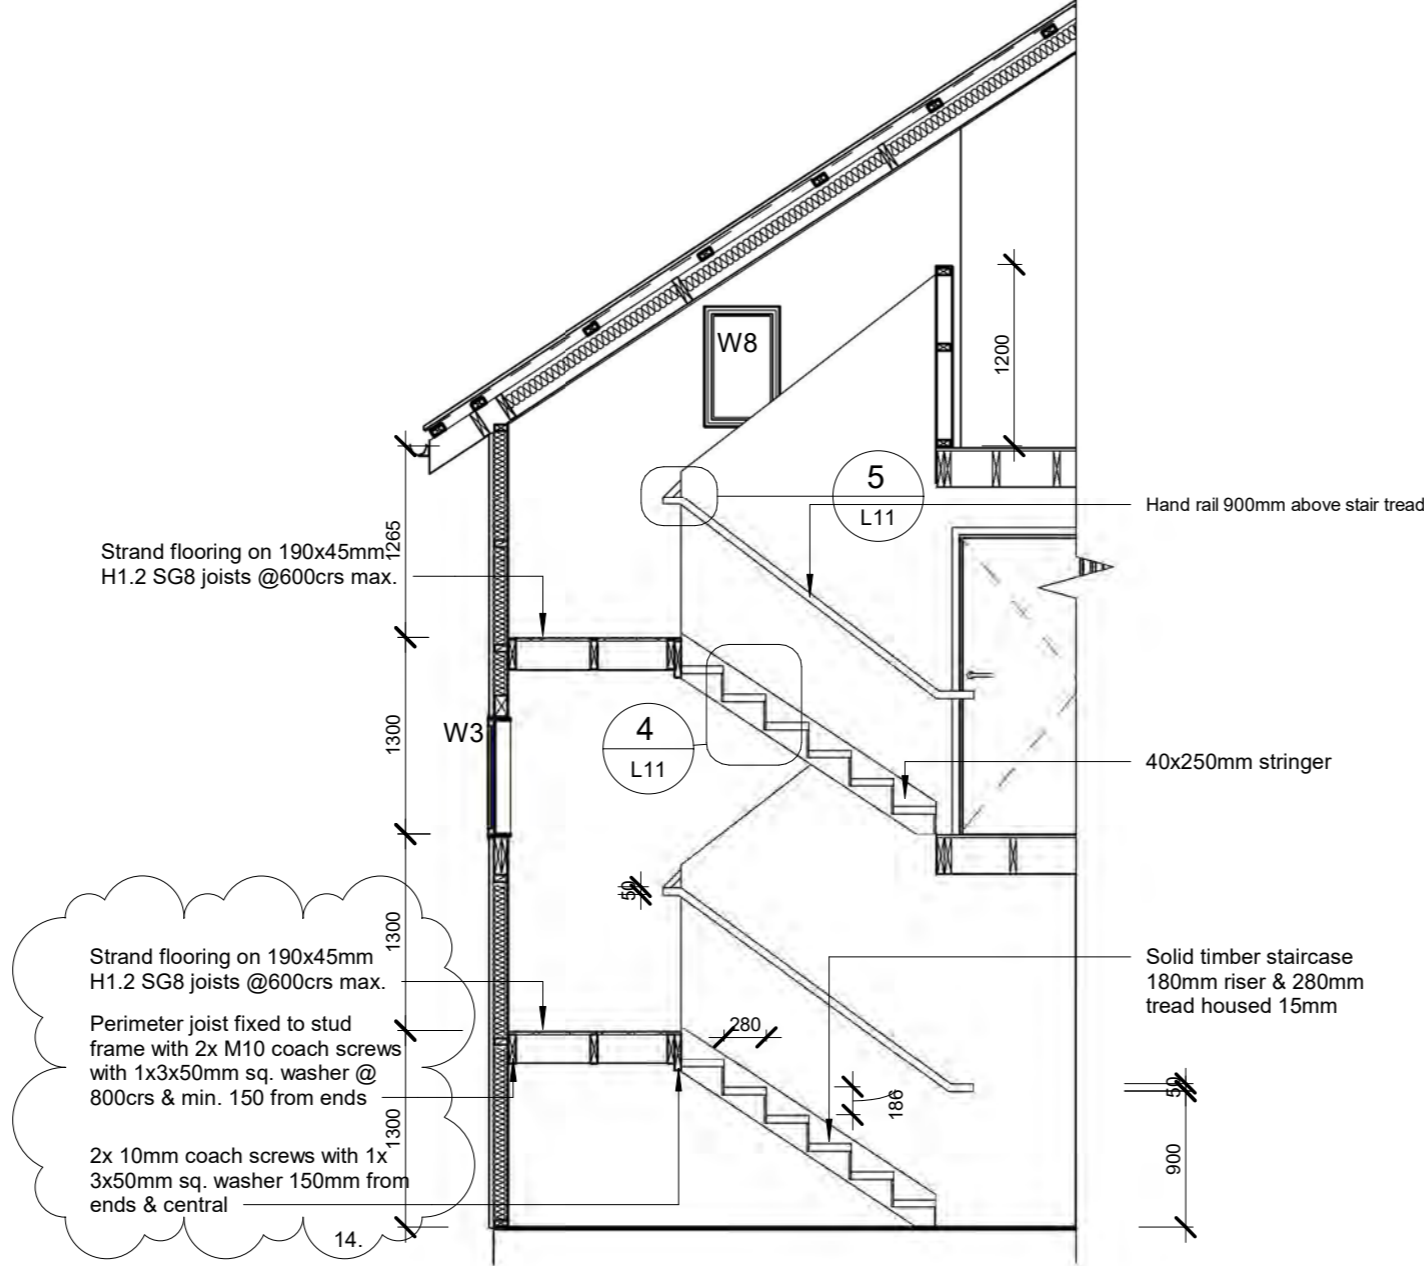 W8
1200
5
L11
Hand rail 900mm above stair tread
1265
Strand flooring on 190x45mm
H1.2 SG8 joists @600crs max.
1300
W3
4
L11
40x250mm stringer
50
1300
Strand flooring on 190x45mm
H1.2 SG8 joists @600crs max.
Perimeter joist fixed to stud
frame with 2x M10 coach screws
with 1x3x50mm sq. washer @
800crs & min. 150 from ends
1300
2x 10mm coach screws with 1x
3x50mm sq. washer 150mm from
ends & central
14.
280
186
Solid timber staircase
180mm riser & 280mm
tread housed 15mm
50
900